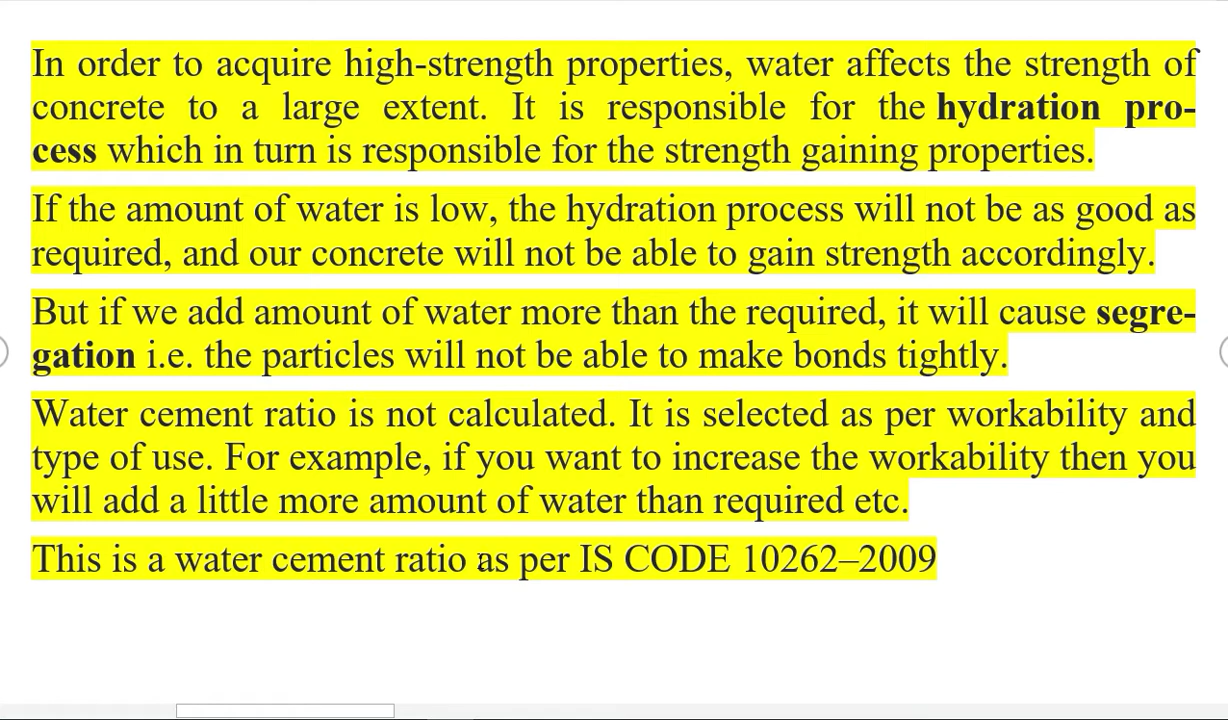 In order to acquire high-strength properties, water affects the strength of
concrete to a large extent. It is responsible for the hydration pro-
cess which in turn is responsible for the strength gaining properties.
If the amount of water is low, the hydration process will not be as good as
required, and our concrete will not be able to gain strength accordingly.
But if we add amount of water more than the required, it will cause segre-
gation i.e. the particles will not be able to make bonds tightly.
Water cement ratio is not calculated. It is selected as per workability and
type of use. For example, if you want to increase the workability then you
will add a little more amount of water than required etc.
This is a water cement ratio as per IS CODE 10262–2009